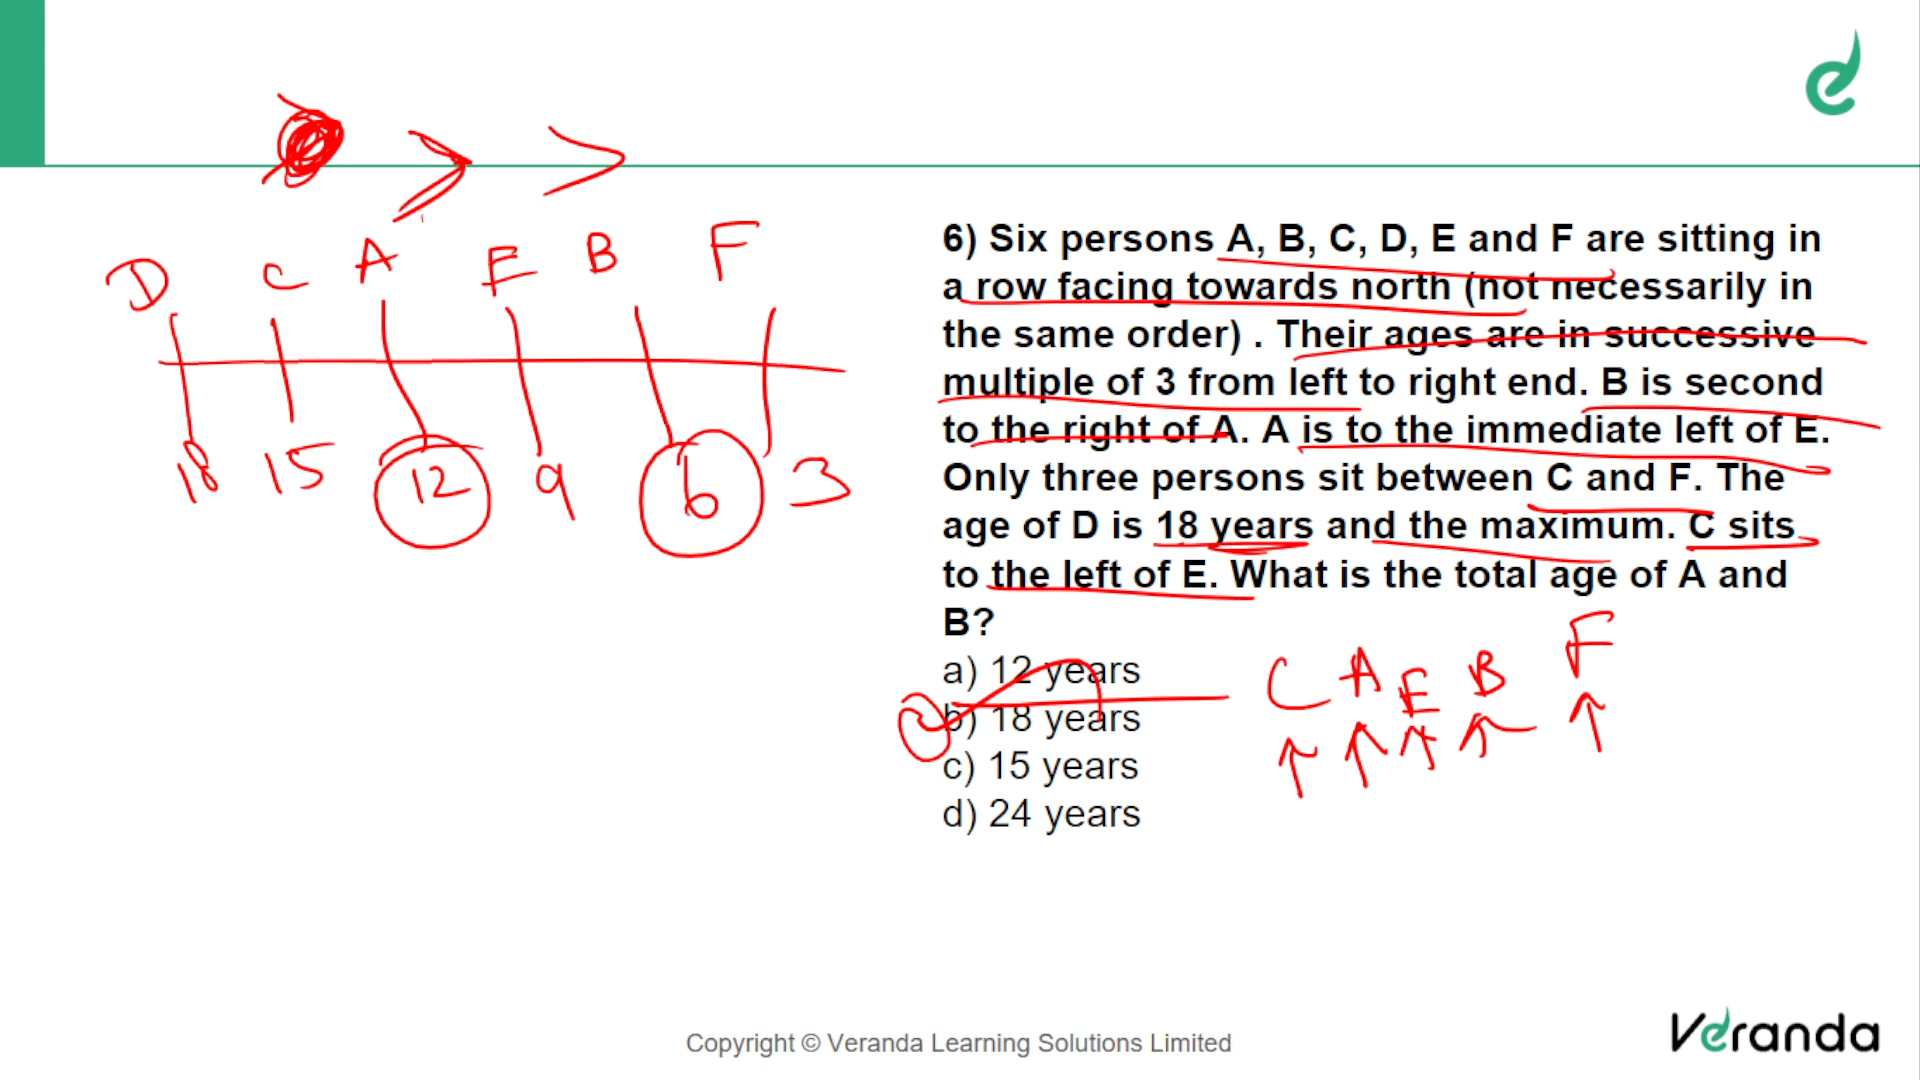 D C A E B F
18 15 12 9 6 3
6) Six persons A, B, C, D, E and F are sitting in
a row facing towards north (not necessarily in
the same order) . Their ages are in successive
multiple of 3 from left to right end. B is second
to the right of A. A is to the immediate left of E.
Only three persons sit between C and F. The
age of D is 18 years and the maximum. C sits
to the left of E. What is the total age of A and
B?
a) 12 years
b) 18 years
c) 15 years
d) 24 years
C A E B F
Copyright © Veranda Learning Solutions Limited
Veranda